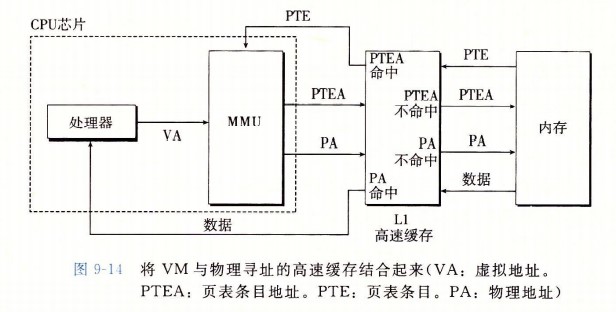 CPU芯片
PTE
PTEA
命中
PTE
处理器
VA
MMU
PTEA
PTEA
不命中
PTEA
内存
PA
PA
不命中
PA
PA
命中
数据
数据
L1
高速缓存
图 9-14 将 VM 与物理寻址的高速缓存结合起来(VA：虚拟地址。
PTEA：页表条目地址。PTE：页表条目。PA：物理地址)